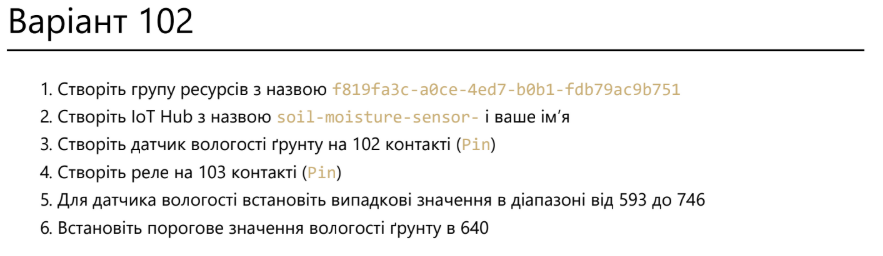 Варіант 102
1. Створіть групу ресурсів з назвою f819fa3c-a0ce-4ed7-b0b1-fdb79ac9b751
2. Створіть IoT Hub з назвою soil-moisture-sensor- і ваше ім’я
3. Створіть датчик вологості ґрунту на 102 контакті (Pin)
4. Створіть реле на 103 контакті (Pin)
5. Для датчика вологості встановіть випадкові значення в діапазоні від 593 до 746
6. Встановіть порогове значення вологості ґрунту в 640